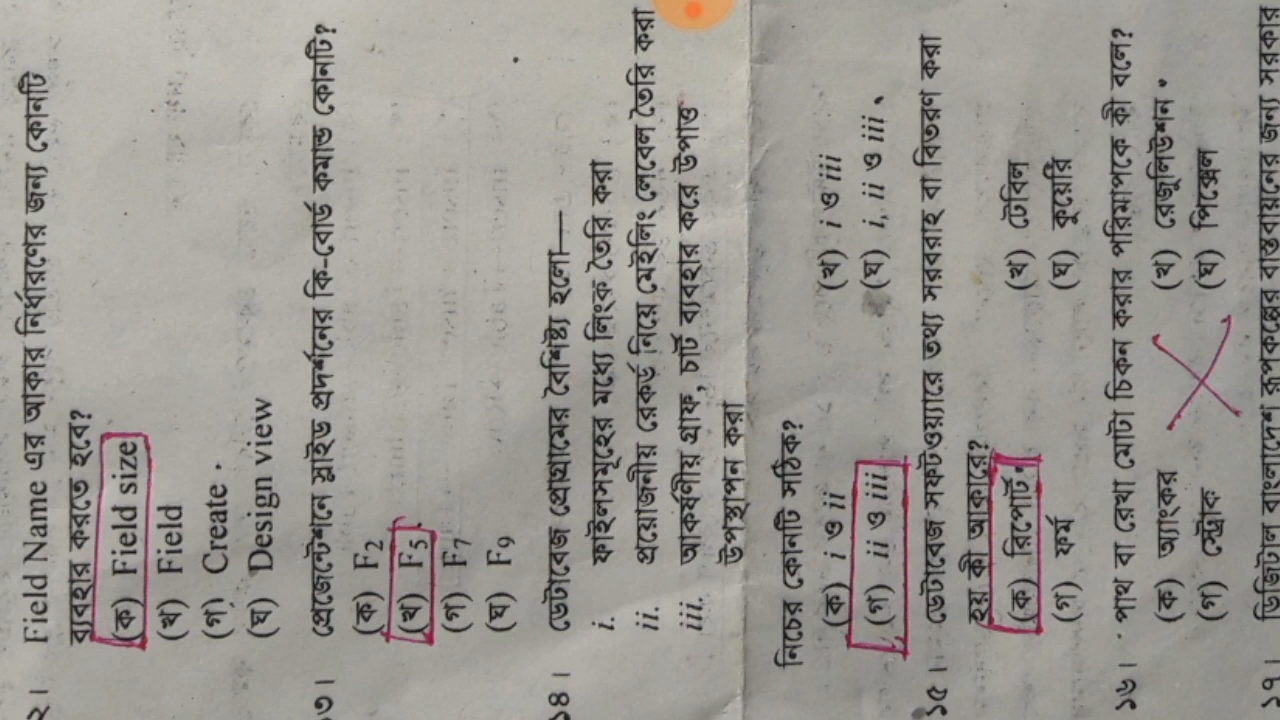 ২। Field Name এর আকার নির্ধারণের জন্য কোনটি
ব্যবহার করতে হবে?
(ক) Field size
(খ) Field
(গ) Create
(ঘ) Design view
১৩। প্রেজেন্টেশনে স্লাইড প্রদর্শনের কি-বোর্ড কমান্ড কোনটি?
(ক) F2
(খ) F5
(গ) F7
(ঘ) F9
১৪। ডেটাবেজ প্রোগ্রামের বৈশিষ্ট্য হলো—
i. ফাইলসমূহের মধ্যে লিংক তৈরি করা
ii. প্রয়োজনীয় রেকর্ড নিয়ে মেইলিং লেবেল তৈরি করা
iii. আকর্ষণীয় গ্রাফ, চার্ট ব্যবহার করে উপাত্ত
উপস্থাপন করা
নিচের কোনটি সঠিক?
(ক) i ও ii (খ) i ও iii
(গ) ii ও iii (ঘ) i, ii ও iii
১৫। ডেটাবেজ সফটওয়্যারে তথ্য সরবরাহ বা বিতরণ করা
হয় কী আকারে?
(ক) রিপোর্ট (খ) টেবিল
(গ) ফর্ম (ঘ) কুয়েরি
১৬। পাথ বা রেখা মোটা চিকন করার পরিমাপকে কী বলে?
(ক) অ্যাংকর (খ) রেজুলিউশন
(গ) স্ট্রোক (ঘ) পিক্সেল
১৭। ডিজিটাল বাংলাদেশ রূপকল্পের বাস্তবায়নের জন্য সরকার